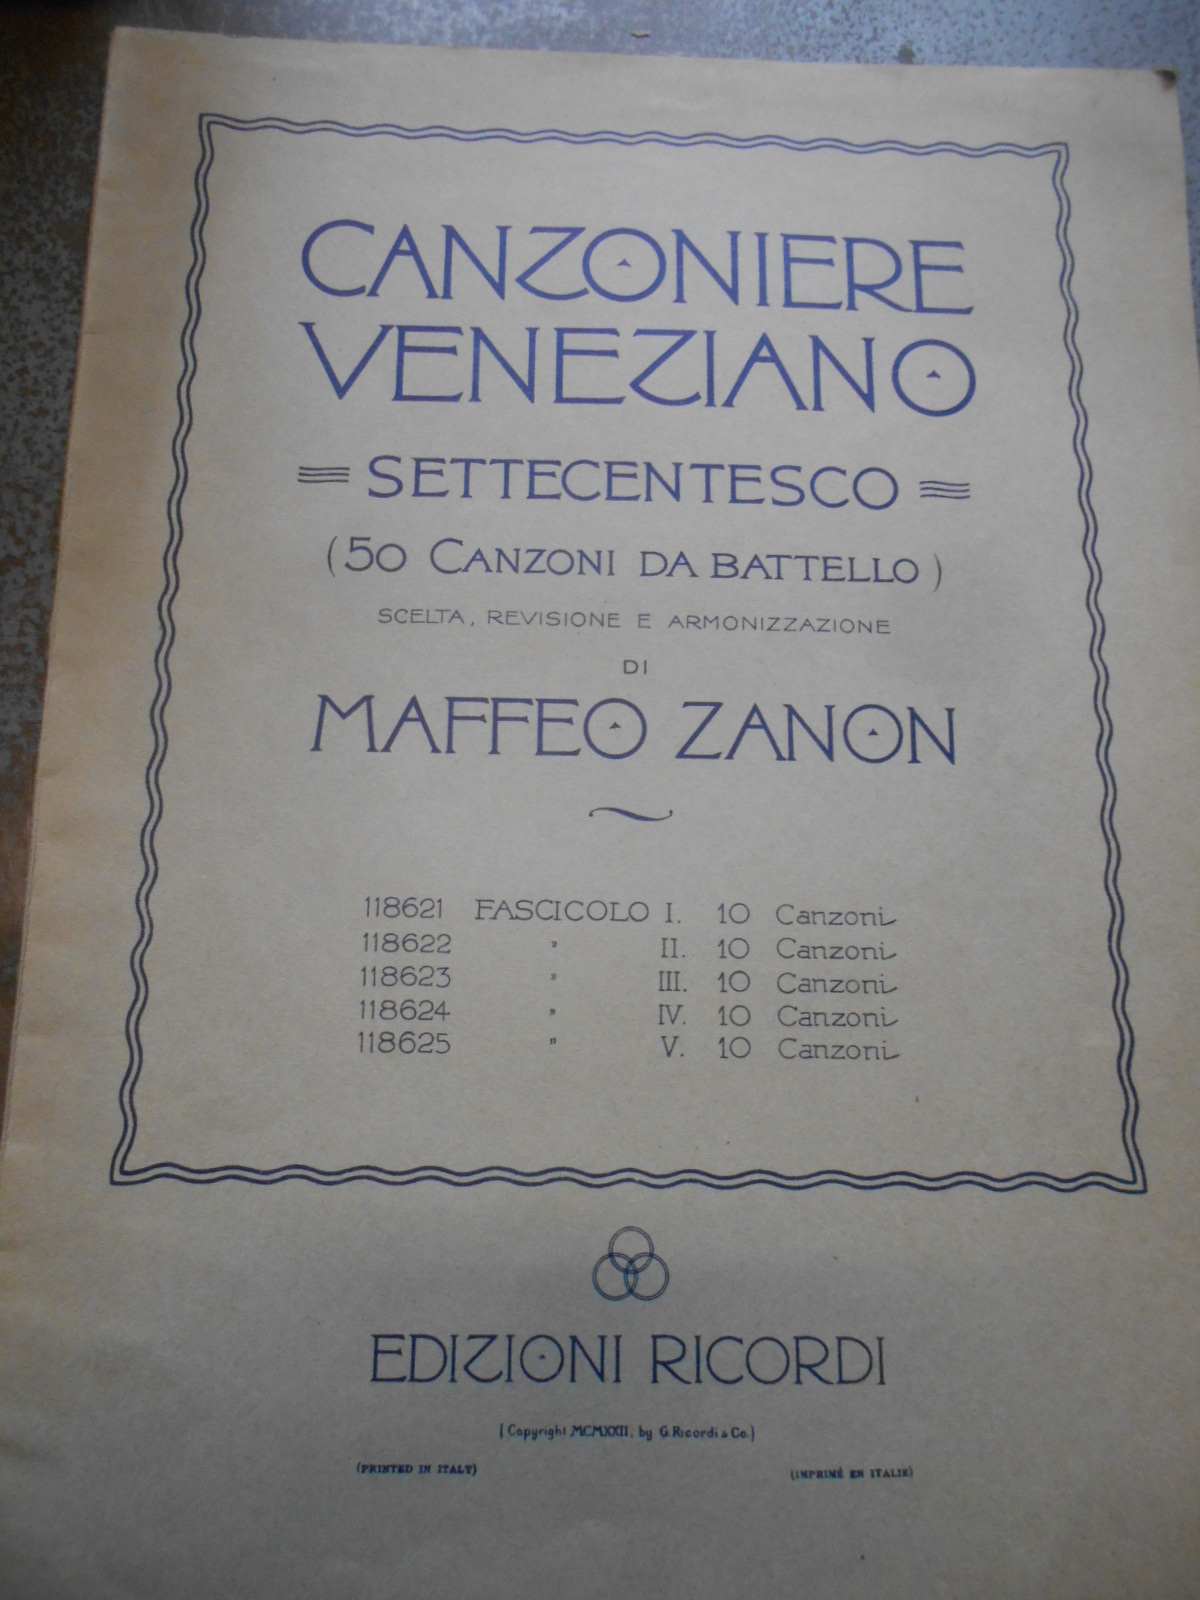 CANZONIERE
VENEZIANO
SETTECENTESCO
(50 CANZONI DA BATTELLO)
SCELTA, REVISIONE E ARMONIZZAZIONE
DI
MAFFEO ZANON
118621 FASCICOLO I. 10 Canzoni
118622 " II. 10 Canzoni
118623 " III. 10 Canzoni
118624 " IV. 10 Canzoni
118625 " V. 10 Canzoni
EDIZIONI RICORDI
(Copyright MCMXXII, by G. Ricordi & Co.)
(PRINTED IN ITALY) (IMPRIMÉ EN ITALIE)